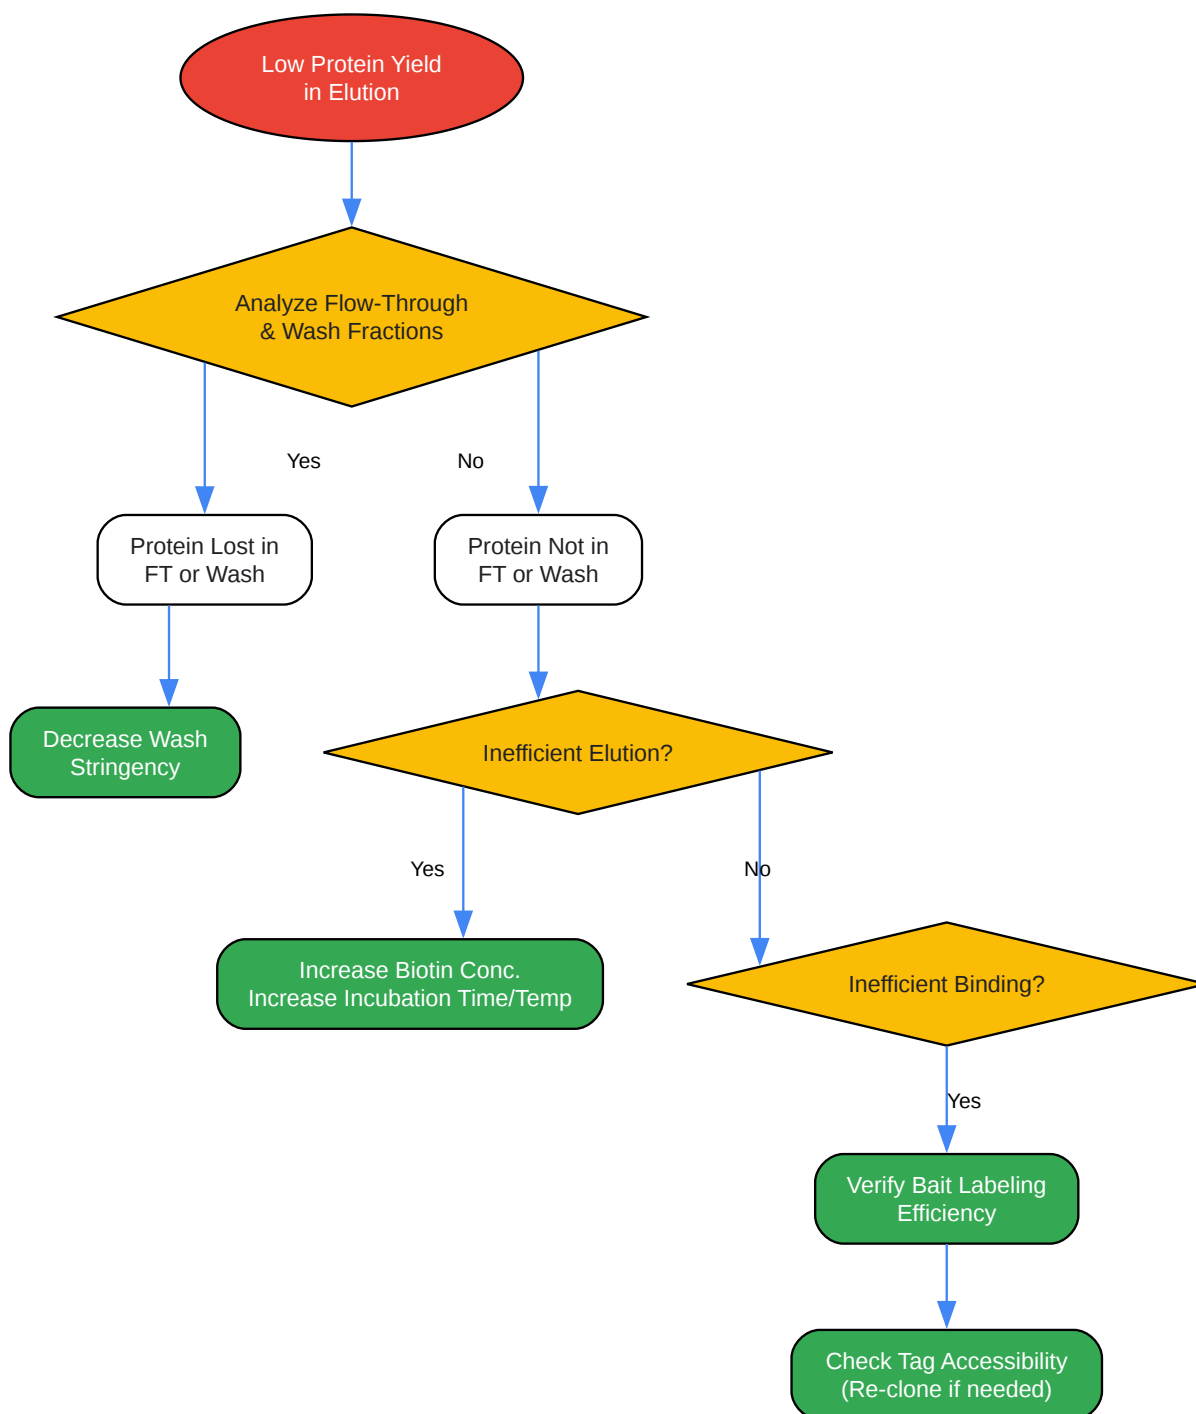 Low Protein Yield
in Elution
Analyze Flow-Through
& Wash Fractions
Yes
No
Protein Lost in
FT or Wash
Protein Not in
FT or Wash
Decrease Wash
Stringency
Inefficient Elution?
Yes
No
Increase Biotin Conc.
Increase Incubation Time/Temp
Inefficient Binding?
Yes
Verify Bait Labeling
Efficiency
Check Tag Accessibility
(Re-clone if needed)